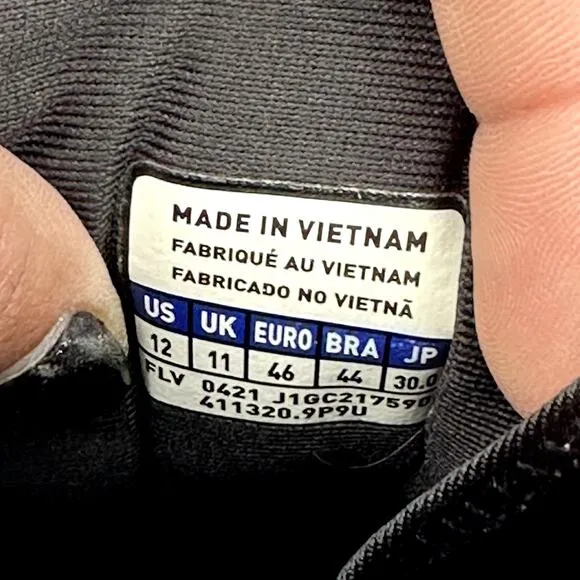 MADE IN VIETNAM
FABRIQUÉ AU VIETNAM
FABRICADO NO VIETNÃ
US UK EURO BRA JP
12 11 46 44 30.0
FLV 0421 J1GC217590
411320.9P9U